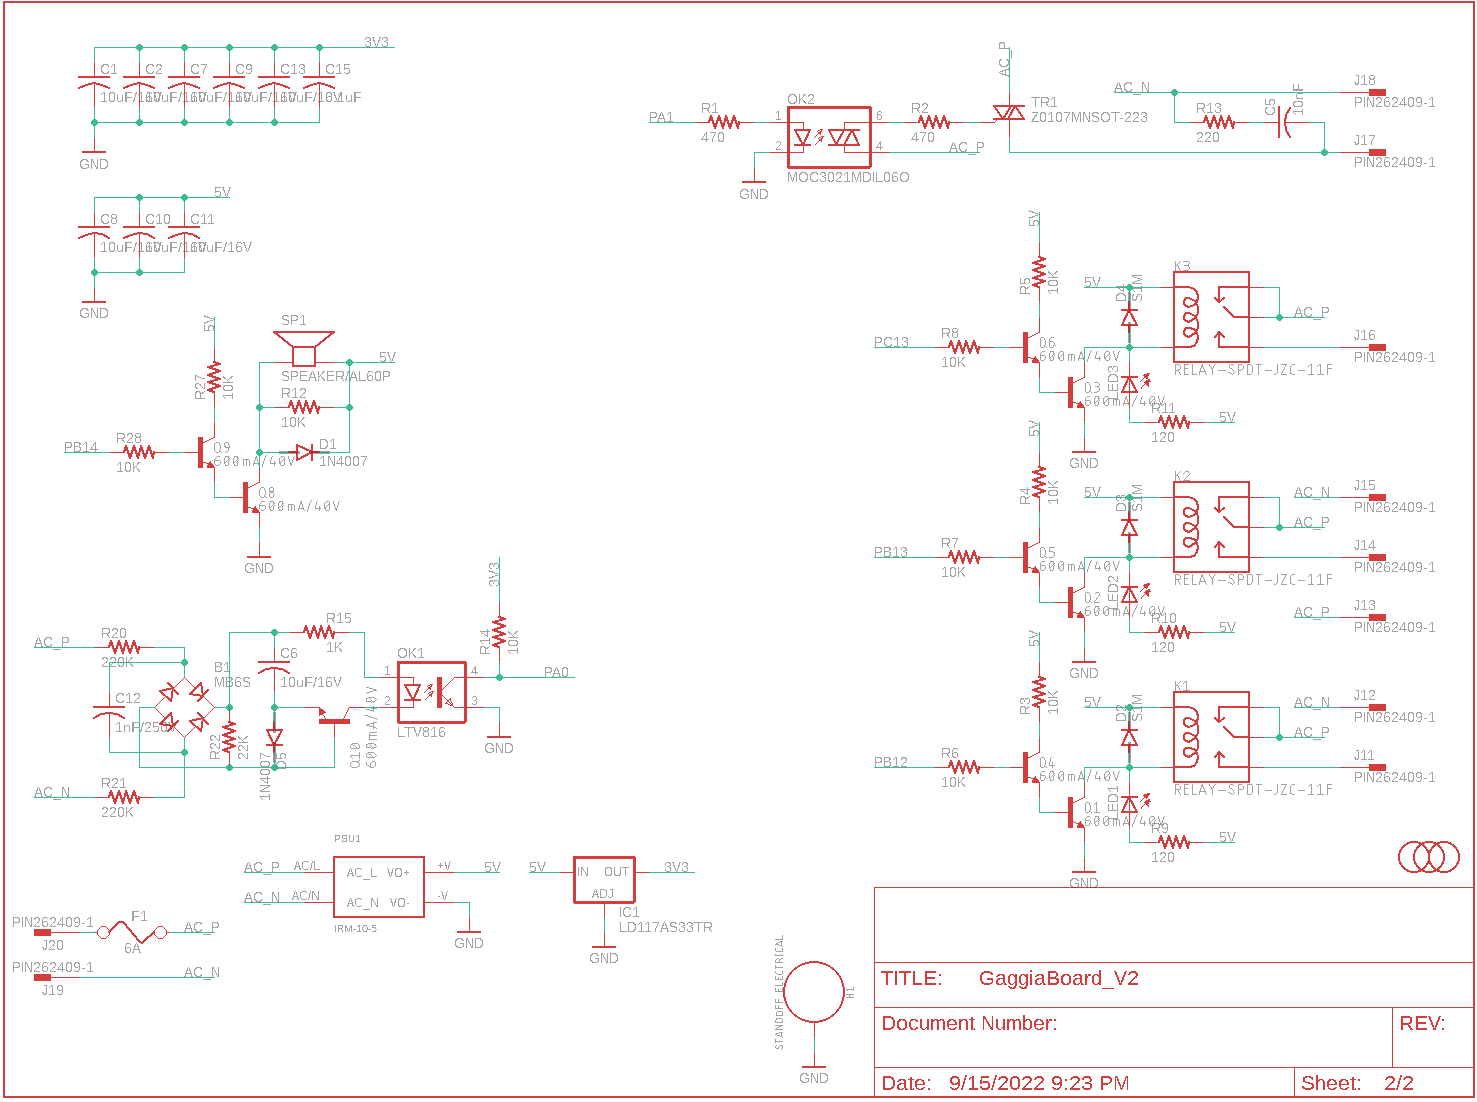 3V3
C1 C2 C7 C9 C13 C15
10uF/16V 10uF/16V 10uF/16V 10uF/16V 10uF/16V 0.1uF
GND
5V
C8 C10 C11
10uF/16V 10uF/16V 10uF/16V
GND
5V
SP1
5V
SPEAKER/AL60P
R27
10K
R12
10K
PB14
R28
10K
Q9
600mA/40V
D1
1N4007
Q8
600mA/40V
GND
AC_P
R20
220K
C12
1nF/250V
B1
MB6S
R22
22K
AC_N
R21
220K
C6
10uF/16V
R15
1K
1N4007
D5
Q10
600mA/40V
OK1
1
2
4
3
LTV816
3V3
R14
10K
PA0
GND
PSU1
AC_P AC/L AC_L VO+ +V 5V
AC_N AC/N AC_N VO- -V
IRM-10-5
GND
5V IN OUT 3V3
ADJ
IC1
LD117AS33TR
GND
PIN262409-1
J20
F1
6A
AC_P
PIN262409-1
J19
AC_N
PA1
R1
470
OK2
1
2
6
4
MOC3021MDIL06O
GND
R2
470
AC_P
AC_P
TR1
Z0107MNSOT-223
AC_N
R13
220
C5
10nF
J18
PIN262409-1
J17
PIN262409-1
5V
R5
10K
PC13
R8
10K
Q6
600mA/40V
Q3
600mA/40V
GND
5V
D4
S1M
LED3
R11
120
5V
K3
RELAY-SPDT-JZC-11F
AC_P
J16
PIN262409-1
5V
R4
10K
PB13
R7
10K
Q5
600mA/40V
Q2
600mA/40V
GND
5V
D3
S1M
LED2
R10
120
5V
K2
RELAY-SPDT-JZC-11F
AC_N
AC_P
J15
PIN262409-1
J14
PIN262409-1
AC_P
J13
PIN262409-1
5V
R3
10K
PB12
R6
10K
Q4
600mA/40V
Q1
600mA/40V
GND
5V
D2
S1M
LED1
R9
120
5V
K1
RELAY-SPDT-JZC-11F
AC_N
AC_P
J12
PIN262409-1
J11
PIN262409-1
STANDOFF_ELECTRICAL
H1
GND
TITLE: GaggiaBoard_V2
Document Number:
REV:
Date: 9/15/2022 9:23 PM
Sheet: 2/2